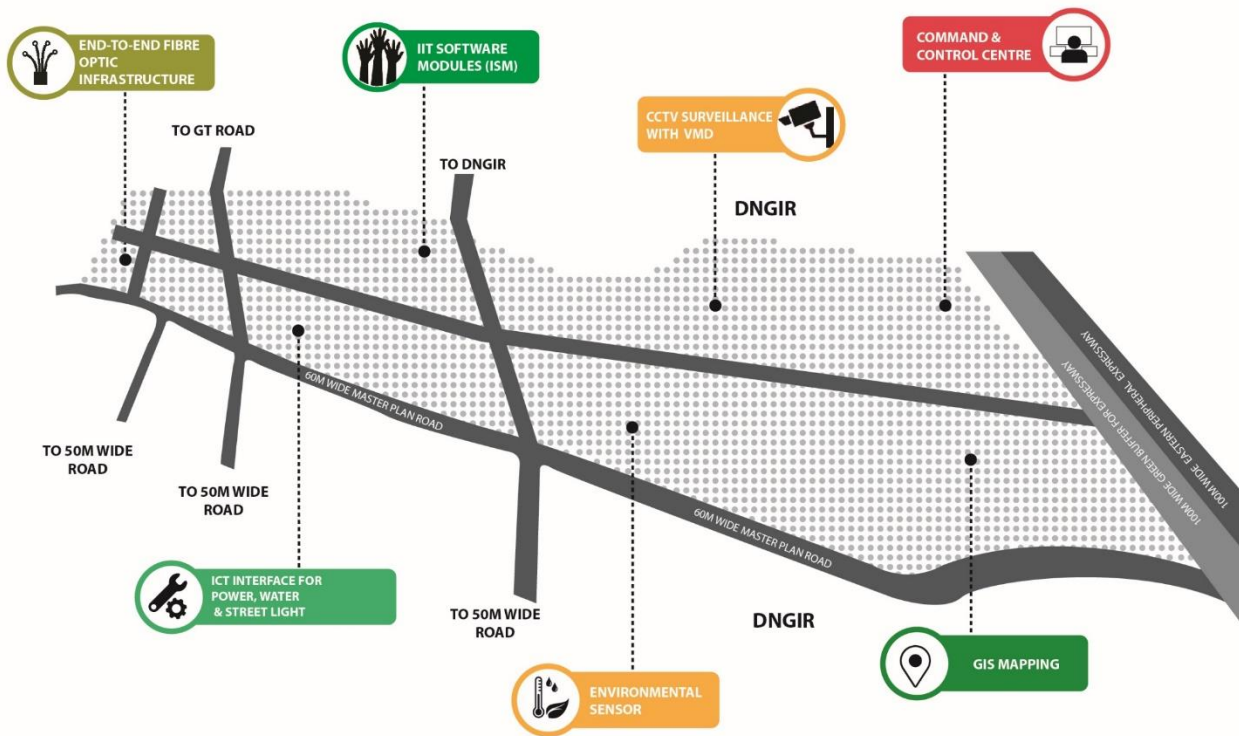 END-TO-END FIBRE
OPTIC
INFRASTRUCTURE
IIT SOFTWARE
MODULES (ISM)
COMMAND &
CONTROL CENTRE
CCTV SURVEILLANCE
WITH VMD
TO GT ROAD
TO DNGIR
DNGIR
60M WIDE MASTER PLAN ROAD
100M WIDE EASTERN PERIPHERAL EXPRESSWAY
100M WIDE GREEN BUFFER FOR EXPRESSWAY
TO 50M WIDE
ROAD
TO 50M WIDE
ROAD
60M WIDE MASTER PLAN ROAD
ICT INTERFACE FOR
POWER, WATER
& STREET LIGHT
TO 50M WIDE
ROAD
DNGIR
GIS MAPPING
ENVIRONMENTAL
SENSOR